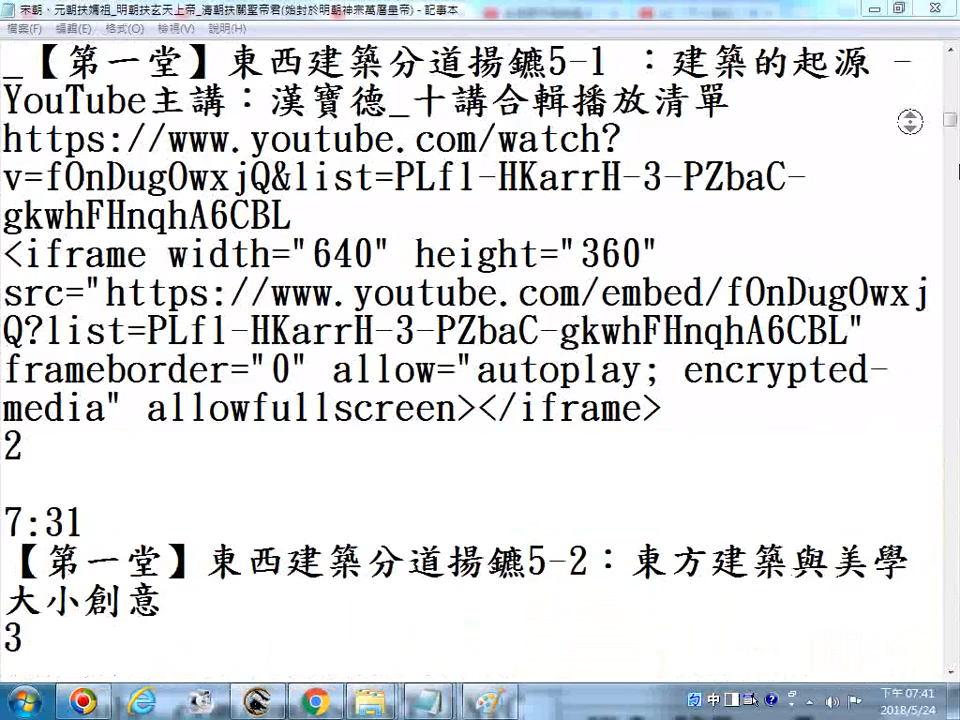 宋朝、元朝扶媽祖_明朝扶玄天上帝_海朝扶關聖帝君(始封於明朝神宗萬曆皇帝) - 記事本
檔案(F) 編輯(E) 格式(O) 檢視(V) 說明(H)
_【第一堂】東西建築分道揚鑣5-1 ：建築的起源 -
YouTube主講：漢寶德_十講合輯播放清單
https://www.youtube.com/watch?
v=fOnDugOwxjQ&list=PLfl-HKarrH-3-PZbaC-
gkwhFHnqhA6CBL
<iframe width="640" height="360"
src="https://www.youtube.com/embed/fOnDugOwxj
Q?list=PLfl-HKarrH-3-PZbaC-gkwhFHnqhA6CBL"
frameborder="0" allow="autoplay; encrypted-
media" allowfullscreen></iframe>
2
7:31
【第一堂】東西建築分道揚鑣5-2：東方建築與美學
大小創意
3
中
下午 07:41
2018/5/24